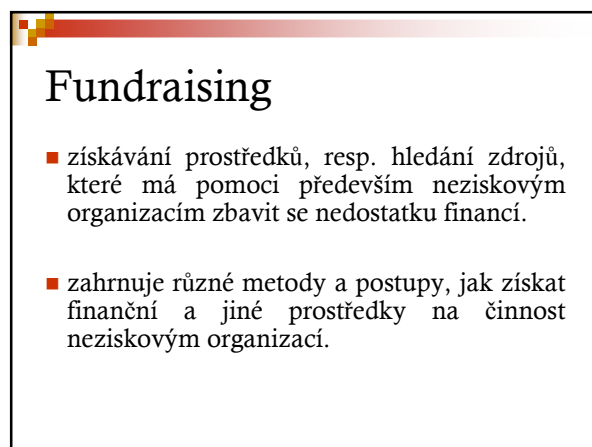 Fundraising
získávání prostředků, resp. hledání zdrojů,
které má pomoci především neziskovým
organizacím zbavit se nedostatku financí.
zahrnuje různé metody a postupy, jak získat
finanční a jiné prostředky na činnost
neziskovým organizací.